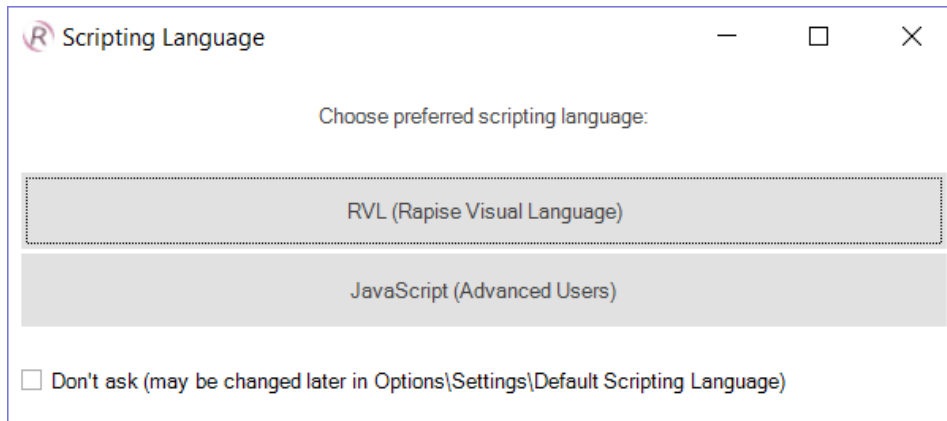 R Scripting Language
Choose preferred scripting language:
RVL (Rapise Visual Language)
JavaScript (Advanced Users)
Don't ask (may be changed later in Options\Settings\Default Scripting Language)